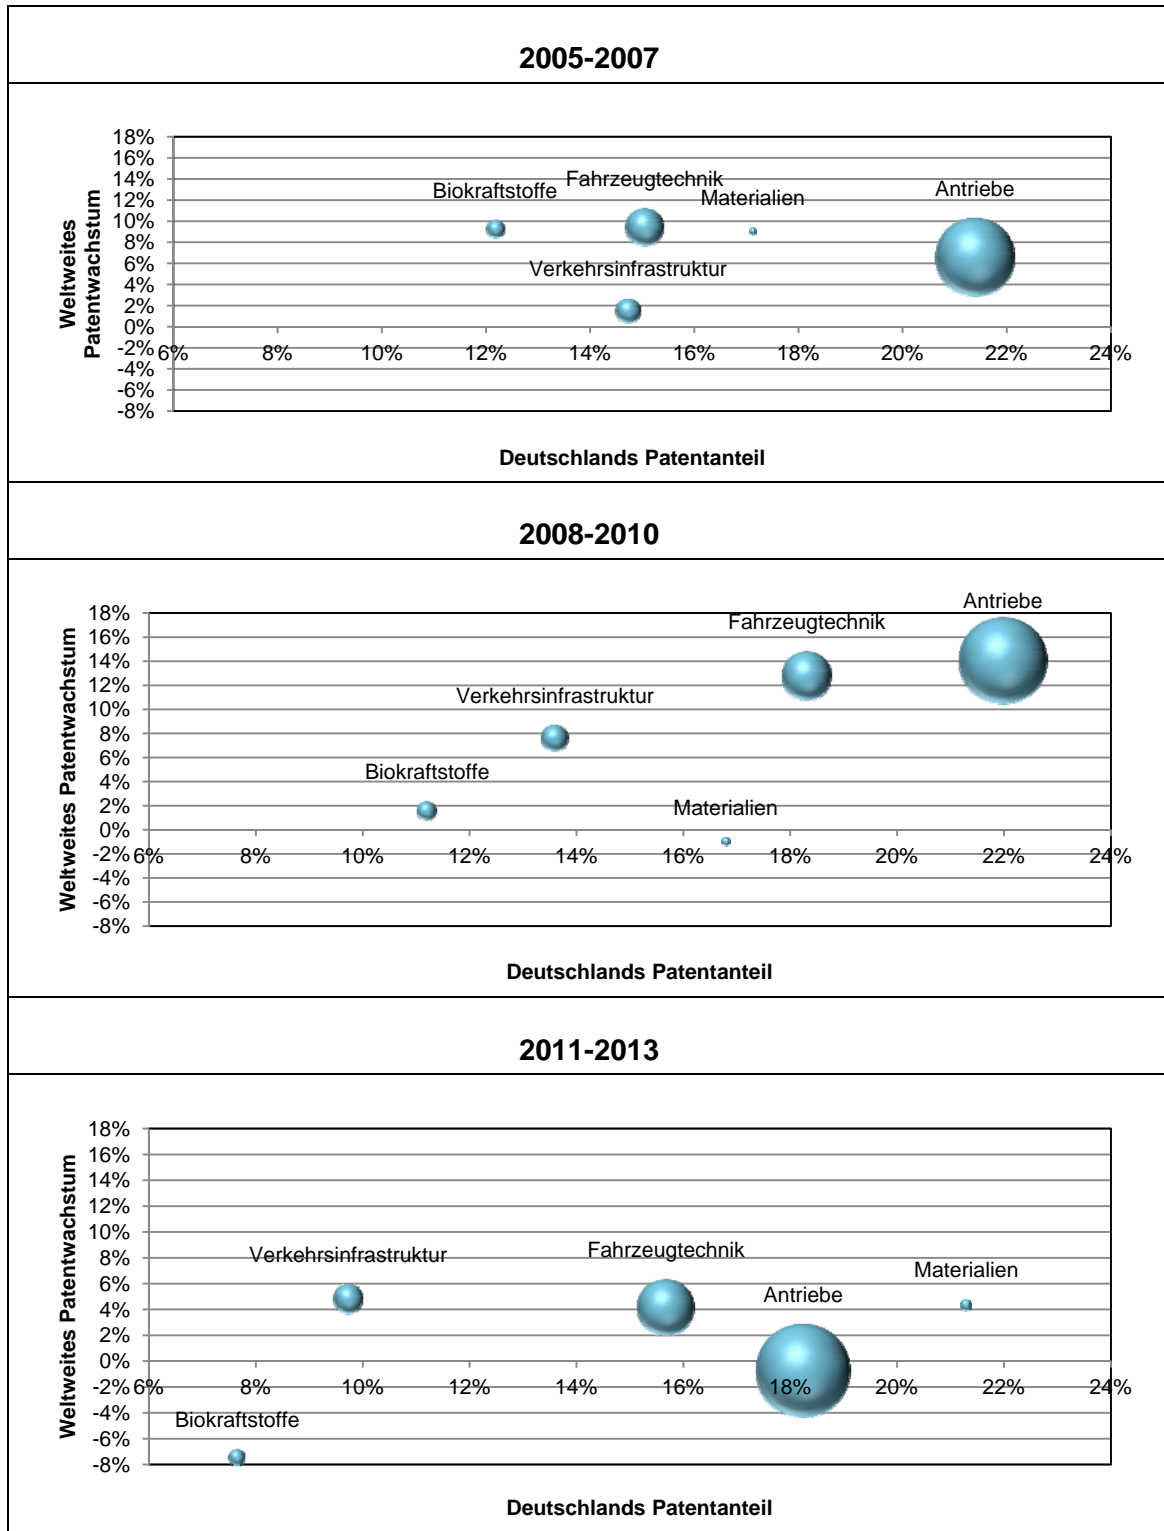 2005-2007
Weltweites
Patentwachstum
18%
16%
14%
12%
10%
8%
6%
4%
2%
0%
-2%
-4%
-6%
-8%
Biokraftstoffe
Fahrzeugtechnik
Materialien
Antriebe
Verkehrsinfrastruktur
6% 8% 10% 12% 14% 16% 18% 20% 22% 24%
Deutschlands Patentanteil
2008-2010
Weltweites Patentwachstum
18%
16%
14%
12%
10%
8%
6%
4%
2%
0%
-2%
-4%
-6%
-8%
Antriebe
Fahrzeugtechnik
Verkehrsinfrastruktur
Biokraftstoffe
Materialien
6% 8% 10% 12% 14% 16% 18% 20% 22% 24%
Deutschlands Patentanteil
2011-2013
Weltweites Patentwachstum
18%
16%
14%
12%
10%
8%
6%
4%
2%
0%
-2%
-4%
-6%
-8%
Verkehrsinfrastruktur
Fahrzeugtechnik
Materialien
Antriebe
6% 8% 10% 12% 14% 16% 18% 20% 22% 24%
Biokraftstoffe
Deutschlands Patentanteil